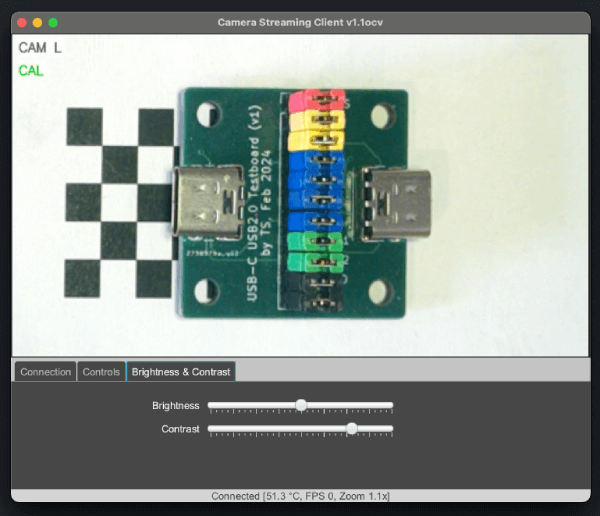 Camera Streaming Client v1.1ocv
CAM L
CAL
USB-C USB2.0 Testboard (v1)
by TS, Feb 2024
Connection
Controls
Brightness & Contrast
Brightness
Contrast
Connected [51.3 °C, FPS 0, Zoom 1.1x]